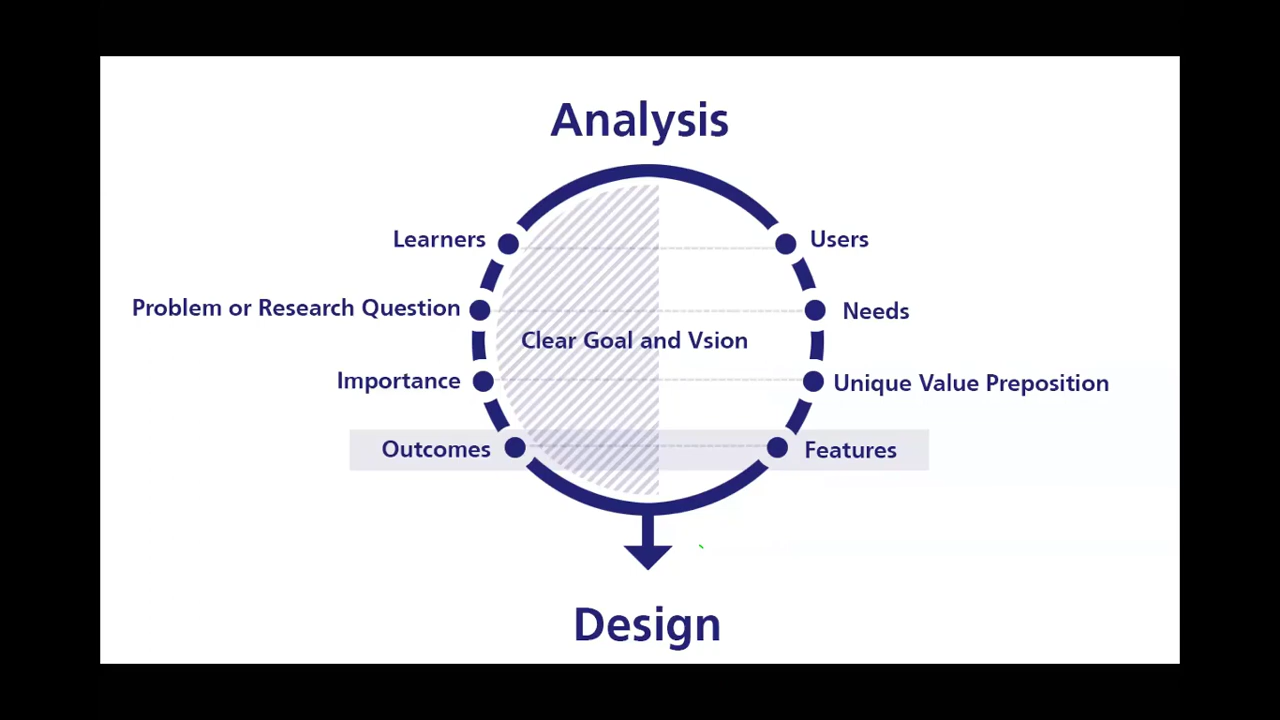 Analysis
Learners
Users
Problem or Research Question
Needs
Clear Goal and Vsion
Importance
Unique Value Preposition
Outcomes
Features
Design